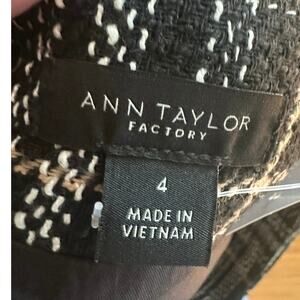 ANN TAYLOR
FACTORY
4
MADE IN
VIETNAM